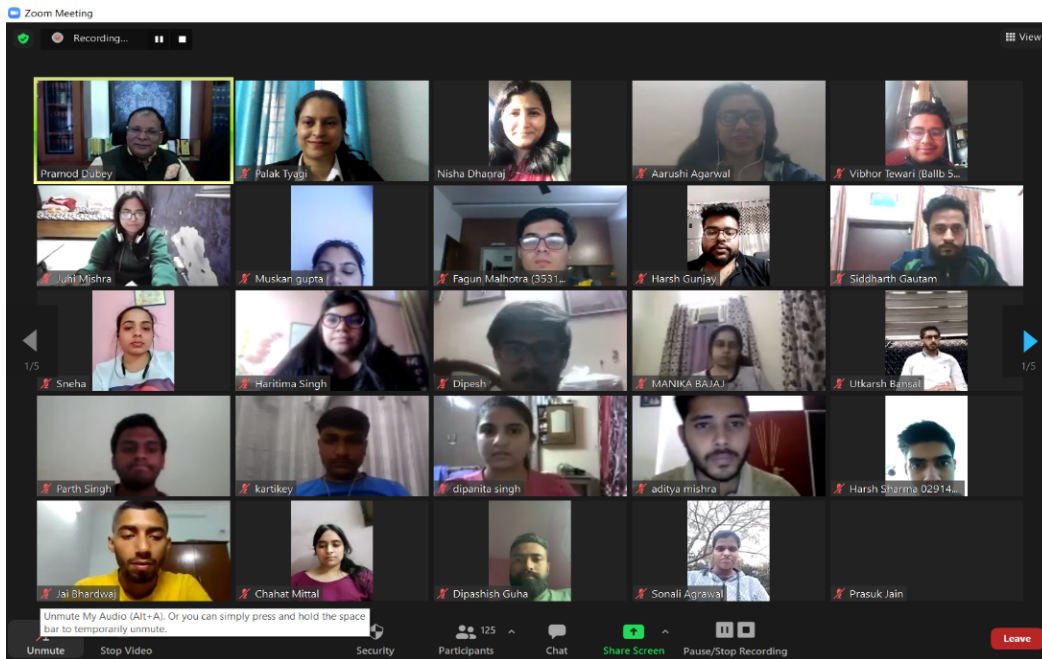 Zoom Meeting
Recording...
View
Pramod Dubey
Palak Tyagi
Nisha Dhanraj
Aarushi Agarwal
Vibhor Tewari (Ballb 5...
Juhi Mishra
Muskan gupta
Fagun Malhotra (3531...
Harsh Gunjay
Siddharth Gautam
1/5
1/5
Sneha
Haritima Singh
Dipesh
MANIKA BAJAJ
Utkarsh Bansal
Parth Singh
kartikey
dipanita singh
aditya mishra
Harsh Sharma 02914...
Jai Bhardwaj
Chahat Mittal
Dipashish Guha
Sonali Agrawal
Prasuk Jain
Unmute My Audio (Alt+A). Or you can simply press and hold the space
bar to temporarily unmute.
125
Unmute
Stop Video
Security
Participants
Chat
Share Screen
Pause/Stop Recording
Leave